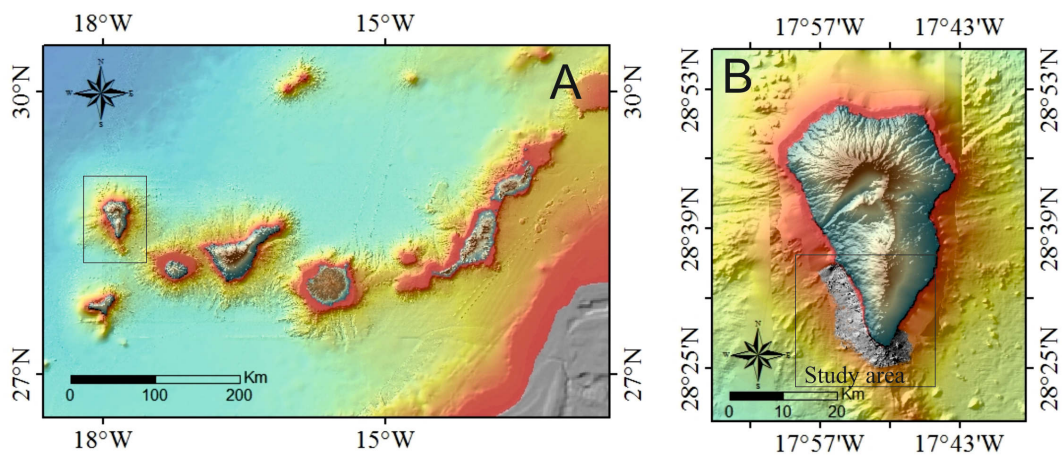 18°W 15°W
A
30°N 30°N
N
W E
S
27°N 27°N
0 100 200 Km
18°W 15°W
17°57'W 17°43'W
B
28°53'N 28°53'N
28°39'N 28°39'N
28°25'N 28°25'N
N
W E
S
Study area
Km
0 10 20
17°57'W 17°43'W